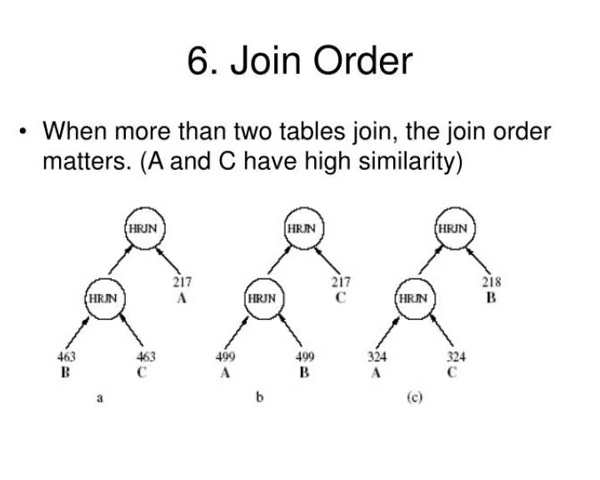 6. Join Order
• When more than two tables join, the join order
matters. (A and C have high similarity)
HRJN HRJN HRJN
217 217 218
A C B
HRJN HRJN HRJN
463 463 499 499 324 324
B C A B A C
a b (c)